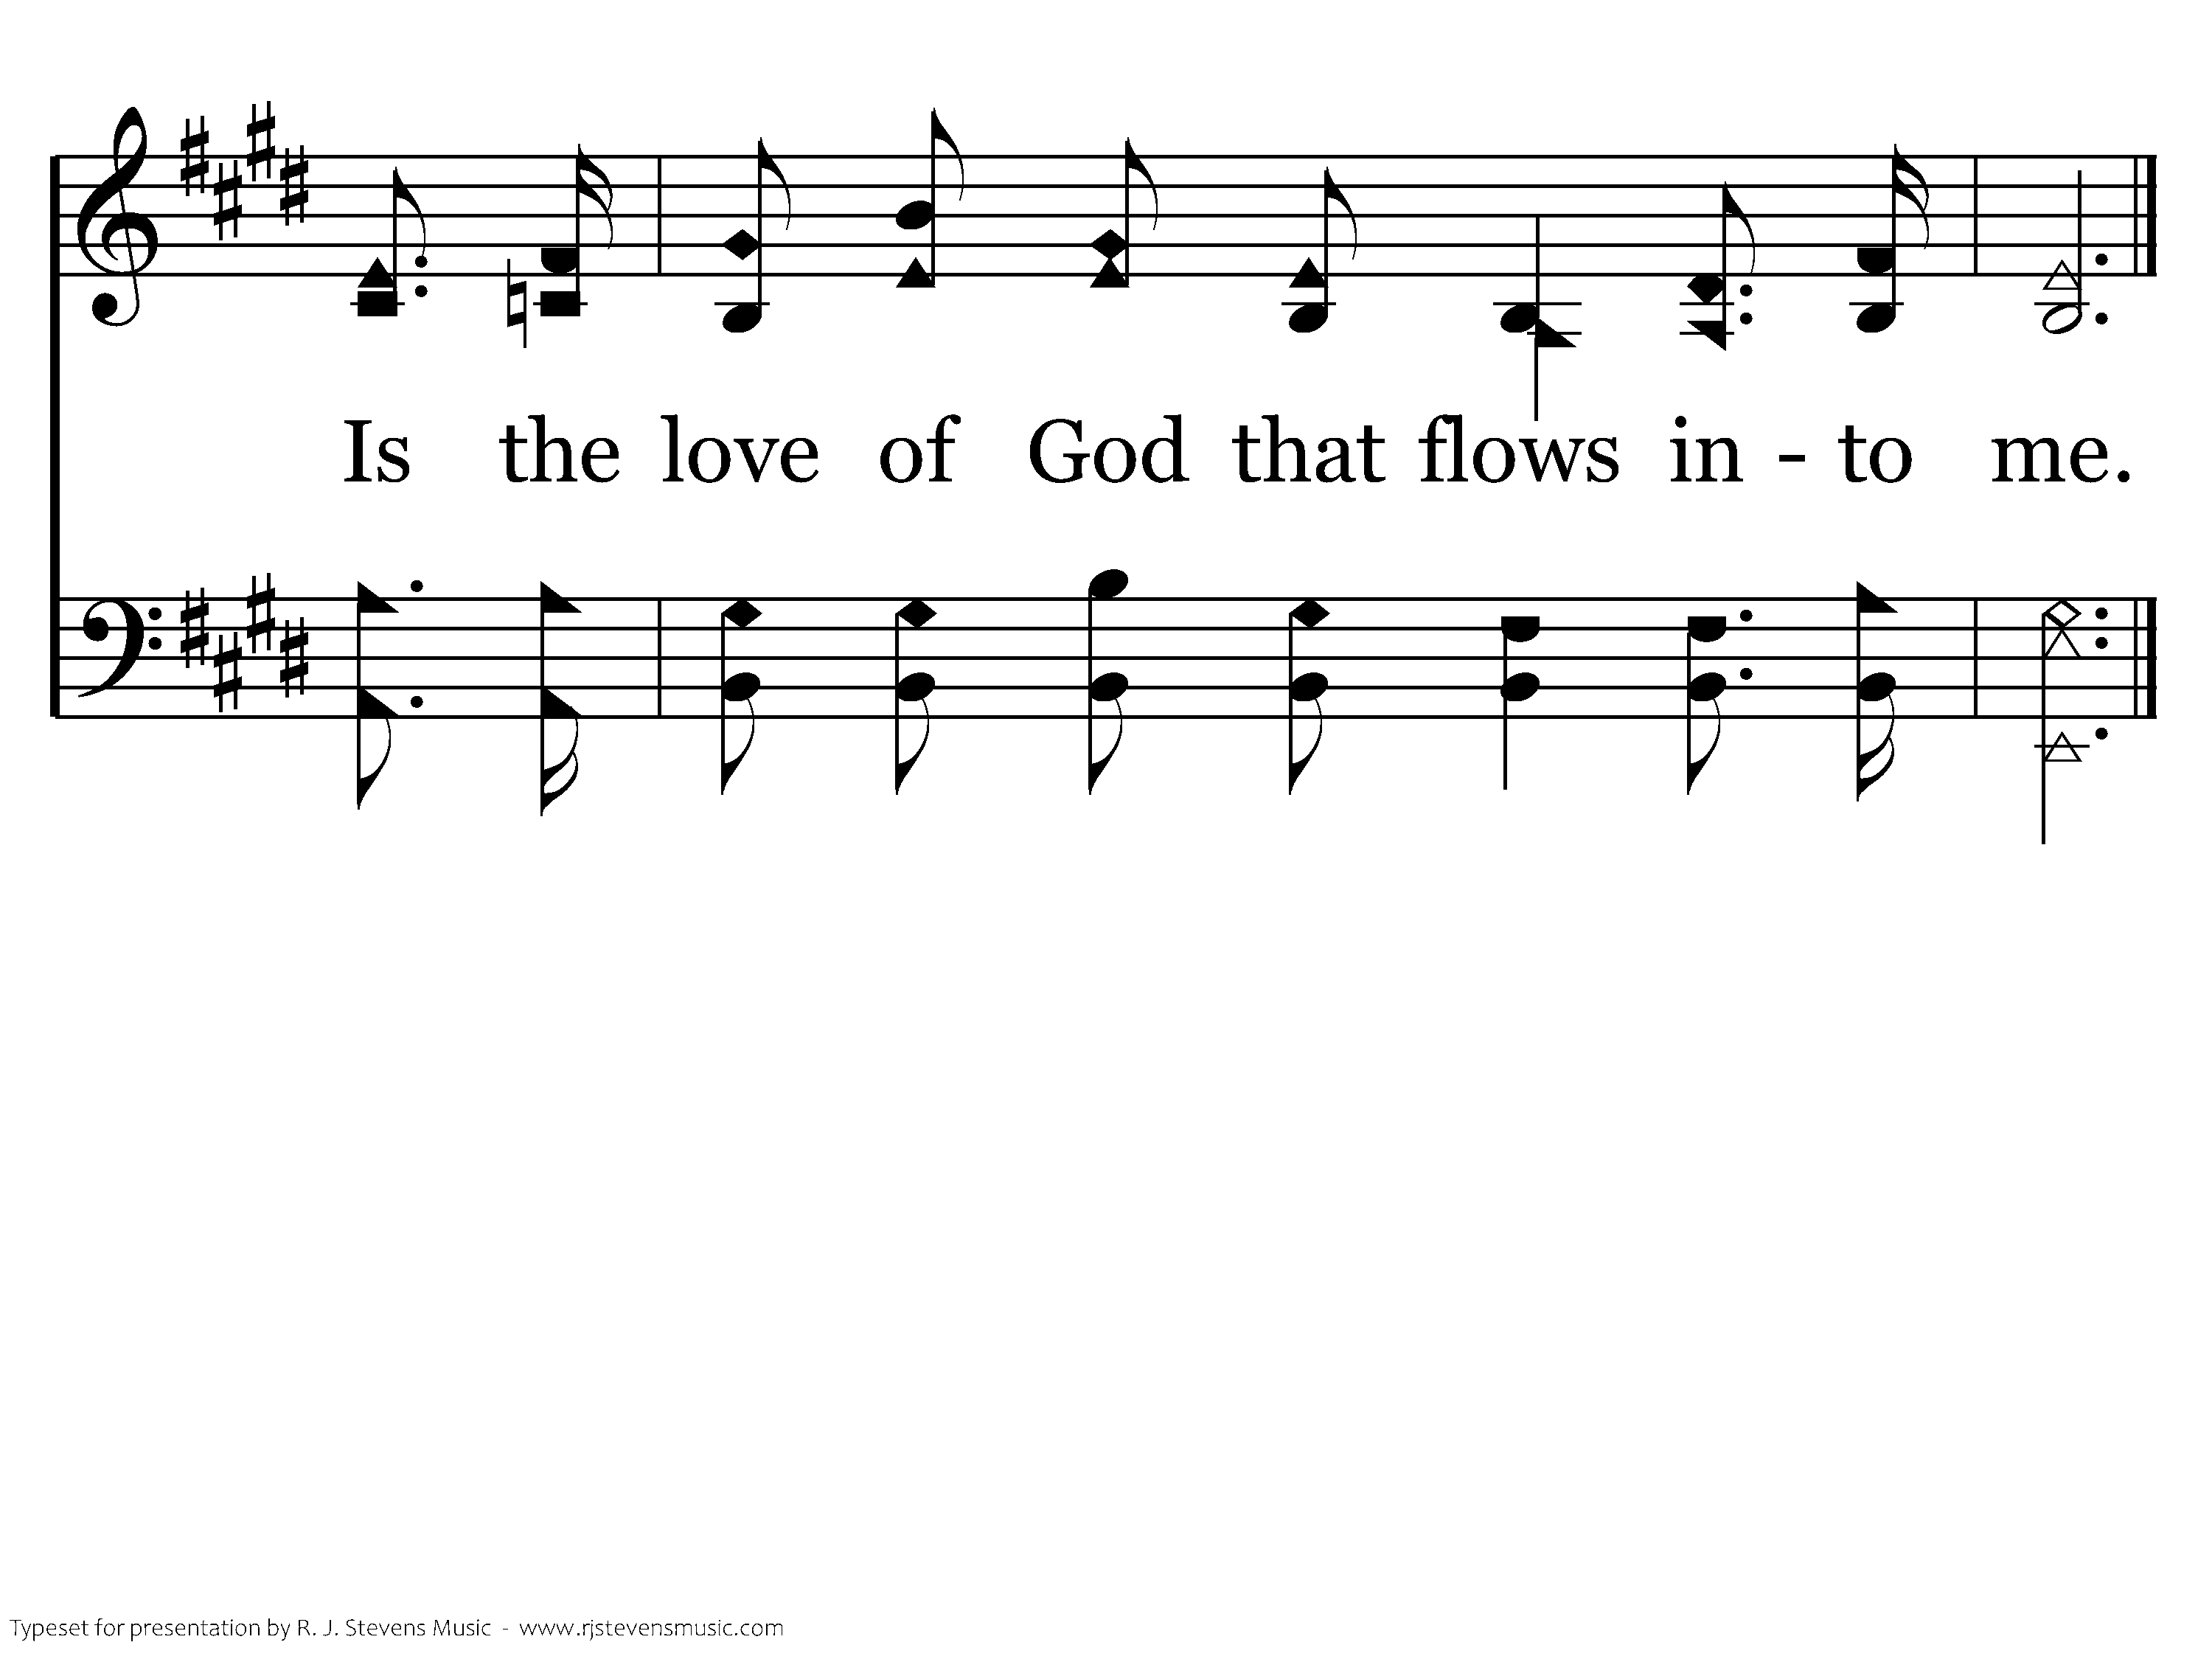 Is the love of God that flows in - to me.
Typeset for presentation by R. J. Stevens Music - www.rjstevensmusic.com